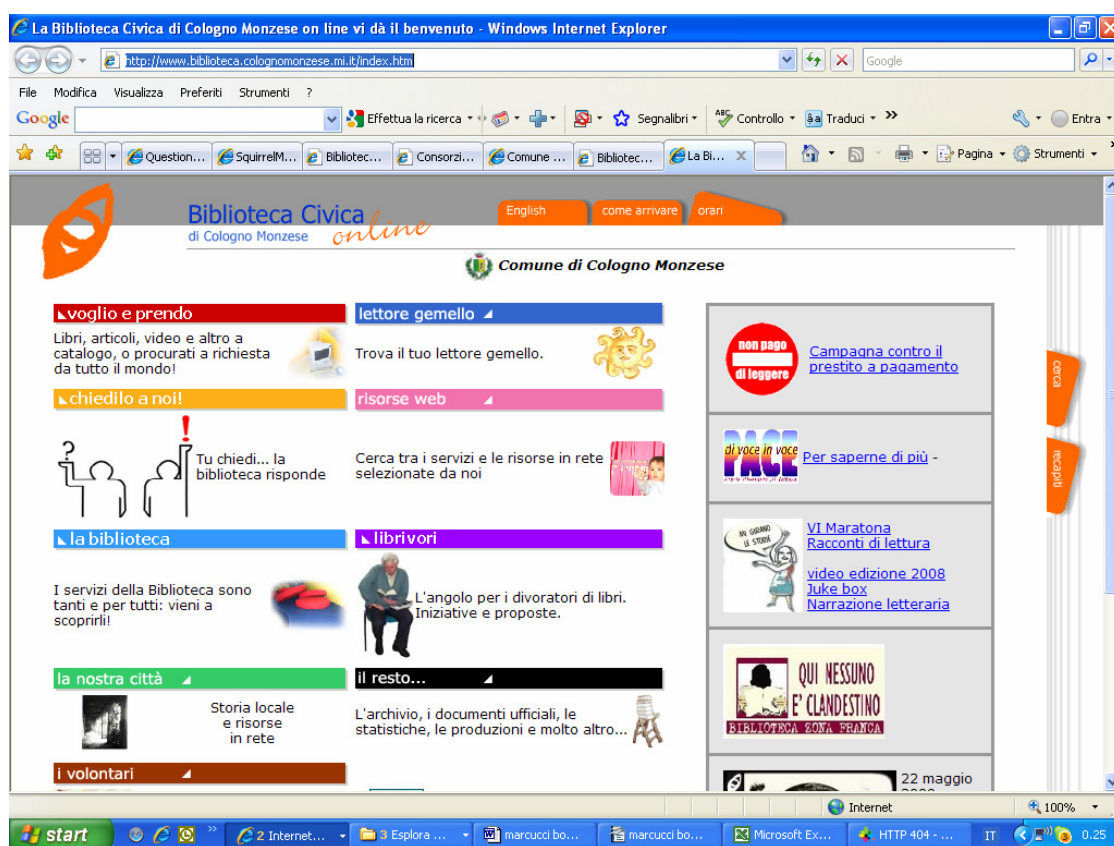 La Biblioteca Civica di Cologno Monzese on line vi dà il benvenuto - Windows Internet Explorer
http://www.biblioteca.colognomonzese.mi.it/index.htm
Google
File Modifica Visualizza Preferiti Strumenti ?
Google
Effettua la ricerca
Segnalibri
ABC Controllo
Traduci
Entra
Question...
SquirrelM...
Bibliotec...
Consorzi...
Comune ...
Bibliotec...
La Bi...
Pagina
Strumenti
Biblioteca Civica
di Cologno Monzese
online
English
come arrivare
orari
Comune di Cologno Monzese
voglio e prendo
Libri, articoli, video e altro a
catalogo, o procurati a richiesta
da tutto il mondo!
lettore gemello
Trova il tuo lettore gemello.
chiedilo a noi!
Tu chiedi... la
biblioteca risponde
risorse web
Cerca tra i servizi e le risorse in rete
selezionate da noi
la biblioteca
I servizi della Biblioteca sono
tanti e per tutti: vieni a
scoprirli!
librivori
L'angolo per i divoratori di libri.
Iniziative e proposte.
la nostra città
Storia locale
e risorse
in rete
il resto...
L'archivio, i documenti ufficiali, le
statistiche, le produzioni e molto altro...
i volontari
non pago
di leggere
Campagna contro il
prestito a pagamento
di voce in voce
PACE
Per saperne di più -
MI GIRANO
LE STORIE
VI Maratona
Racconti di lettura
video edizione 2008
Juke box
Narrazione letteraria
QUI NESSUNO
E' CLANDESTINO
BIBLIOTECA ZONA FRANCA
22 maggio
cerca
recapiti
Internet
100%
start
2 Internet...
3 Esplora ...
marcucci bo...
marcucci bo...
Microsoft Ex...
HTTP 404 - ...
IT
0.25